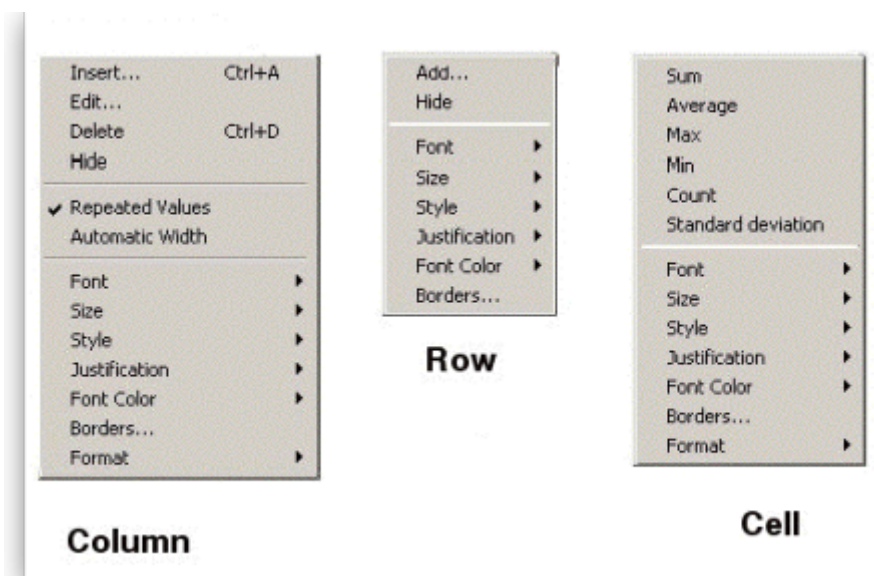 Insert... Ctrl+A
Edit...
Delete Ctrl+D
Hide
Repeated Values
Automatic Width
Font
Size
Style
Justification
Font Color
Borders...
Format
Column
Add...
Hide
Font
Size
Style
Justification
Font Color
Borders...
Row
Sum
Average
Max
Min
Count
Standard deviation
Font
Size
Style
Justification
Font Color
Borders...
Format
Cell